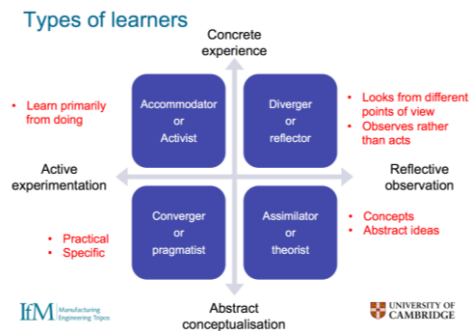 Types of learners
Concrete
experience
• Learn primarily
from doing
Accommodator
or
Activist
Diverger
or
reflector
• Looks from different
points of view
• Observes rather
than acts
Active
experimentation
Reflective
observation
• Practical
• Specific
Converger
or
pragmatist
Assimilator
or
theorist
• Concepts
• Abstract ideas
Abstract
conceptualisation
IfM
Manufacturing
Engineering Tripos
UNIVERSITY OF
CAMBRIDGE